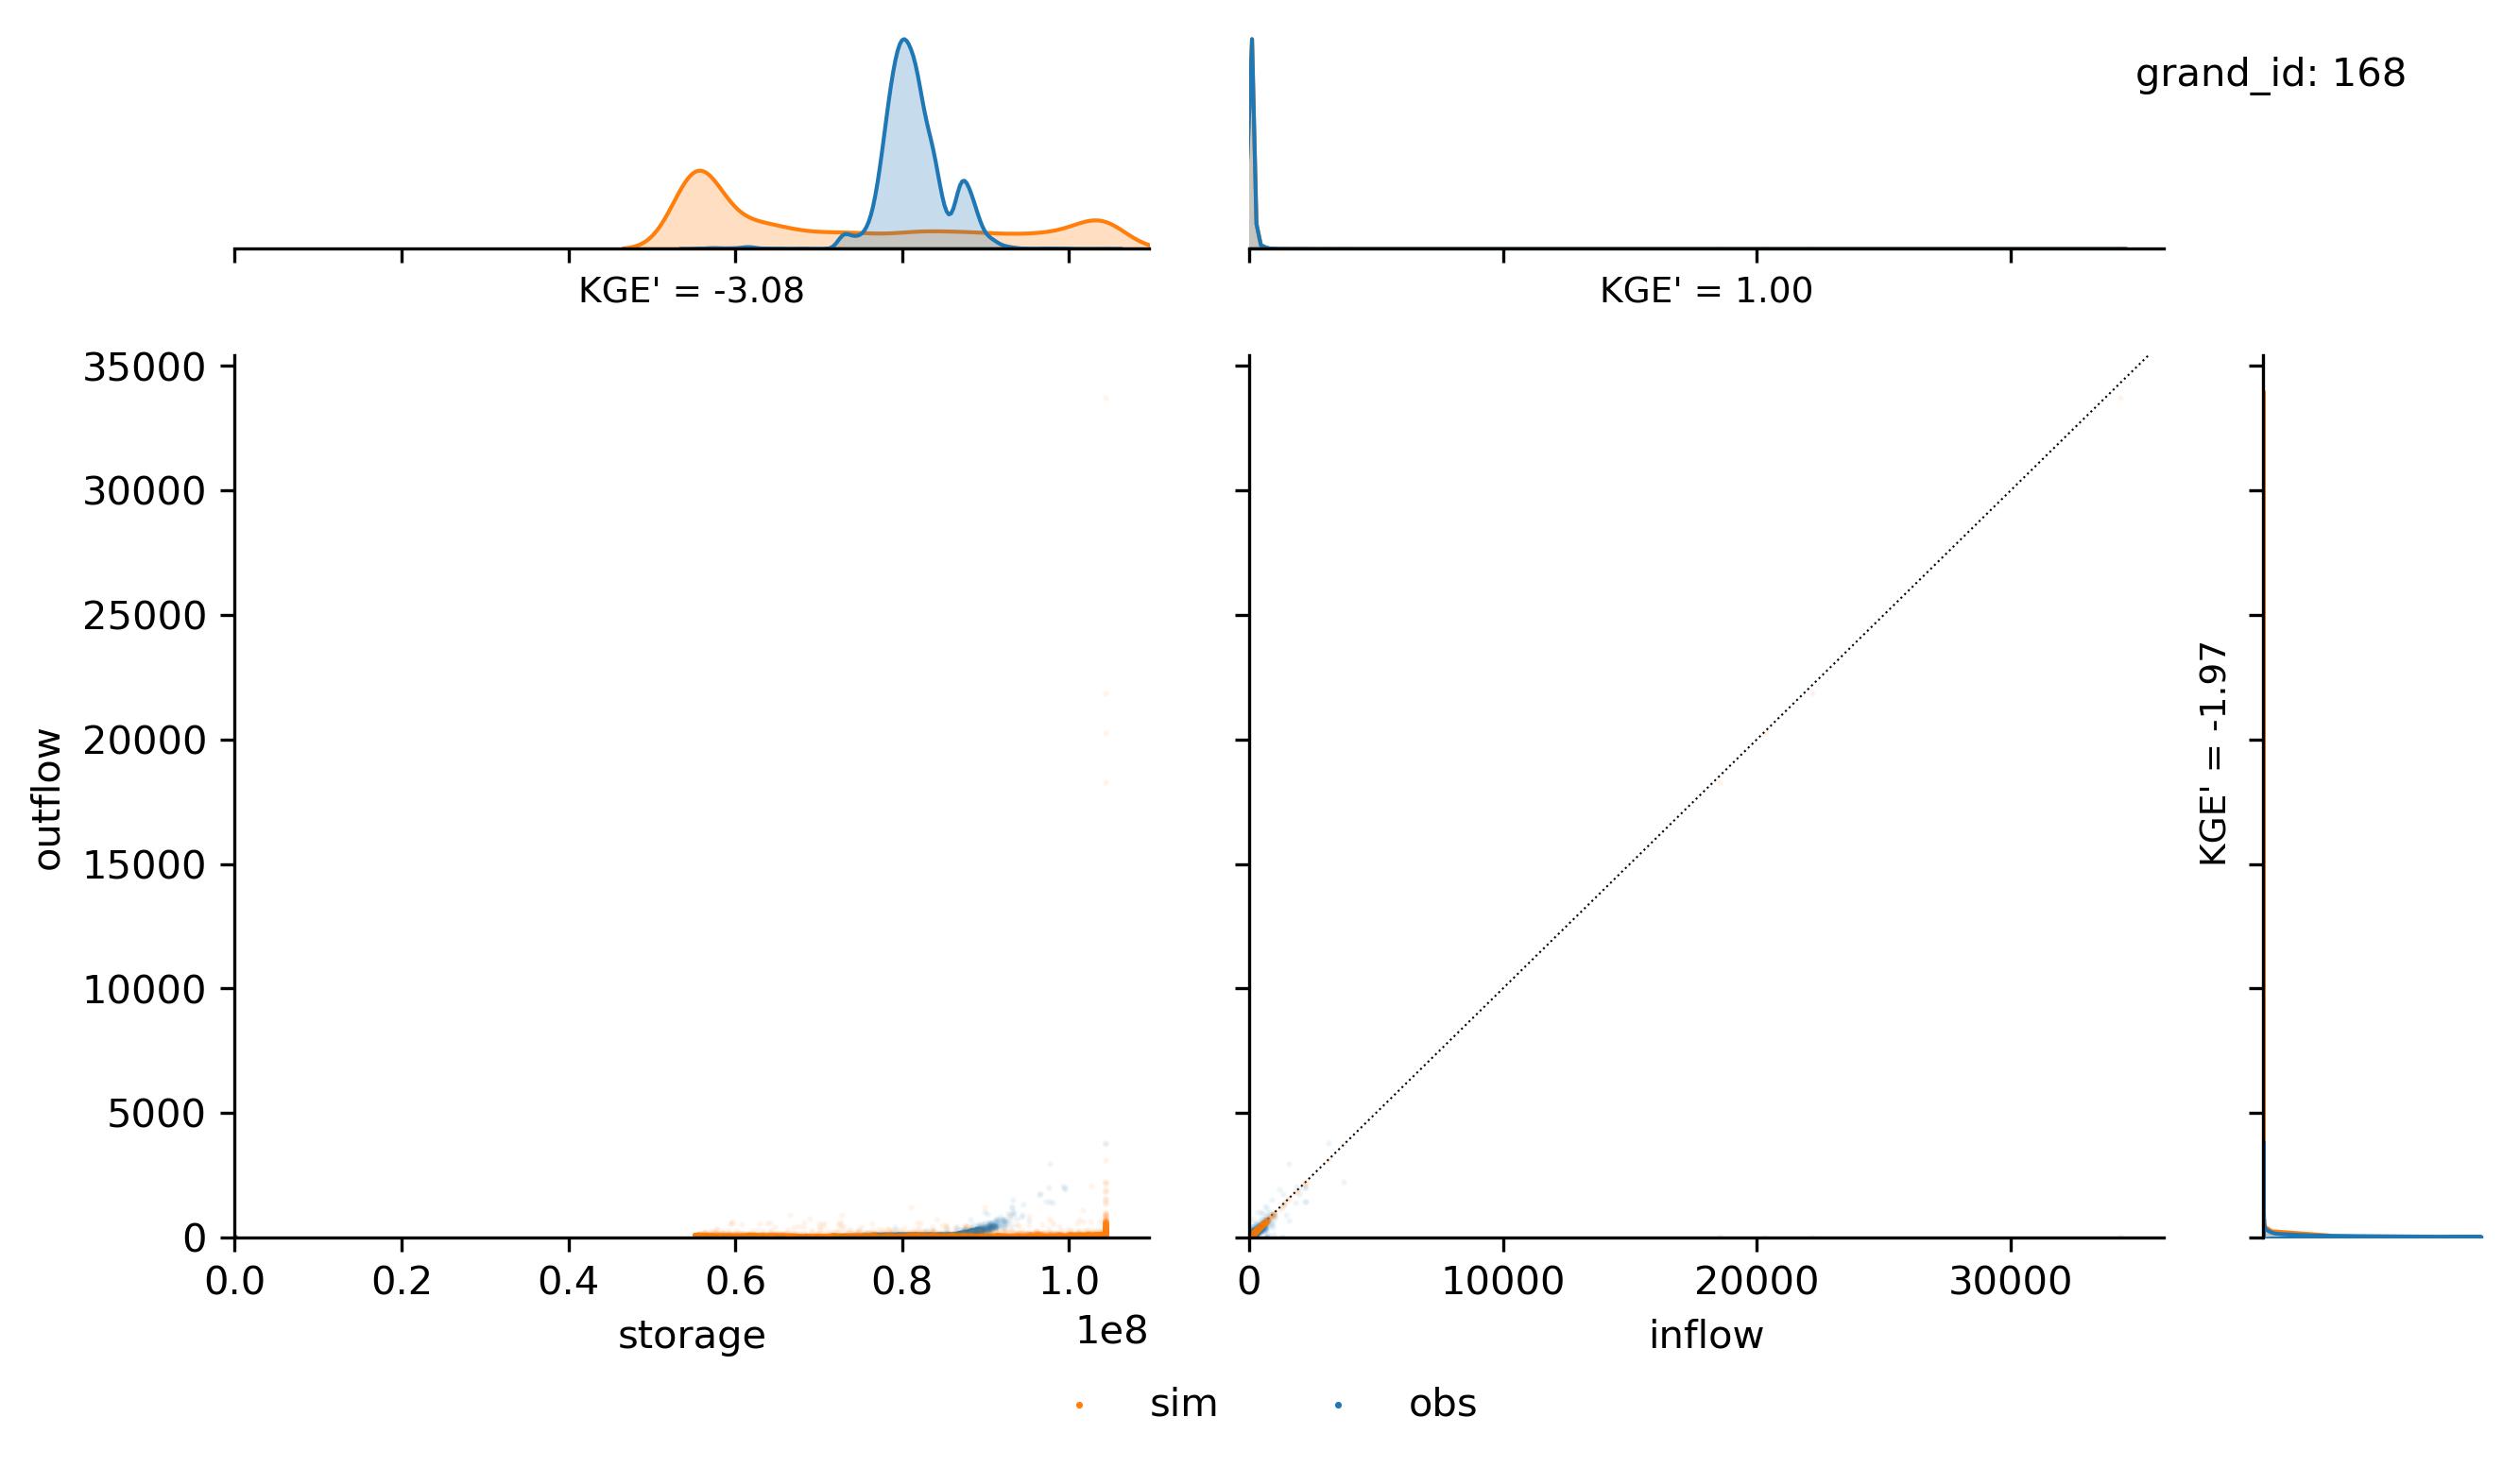 grand_id: 168
KGE' = -3.08
KGE' = 1.00
35000
30000
25000
20000
15000
10000
5000
0
outflow
KGE' = -1.97
0.0 0.2 0.4 0.6 0.8 1.0
1e8
storage
0 10000 20000 30000
inflow
sim obs